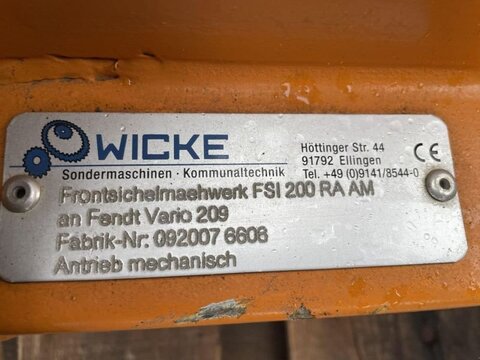 WICKE
Sondermaschinen · Kommunaltechnik
Höttinger Str. 44
91792 Ellingen
Tel. +49 (0)9141/8544-0
CE
Frontsichelmaehwerk FSI 200 RA AM
an Fendt Vario 209
Fabrik-Nr: 092007 6606
Antrieb mechanisch